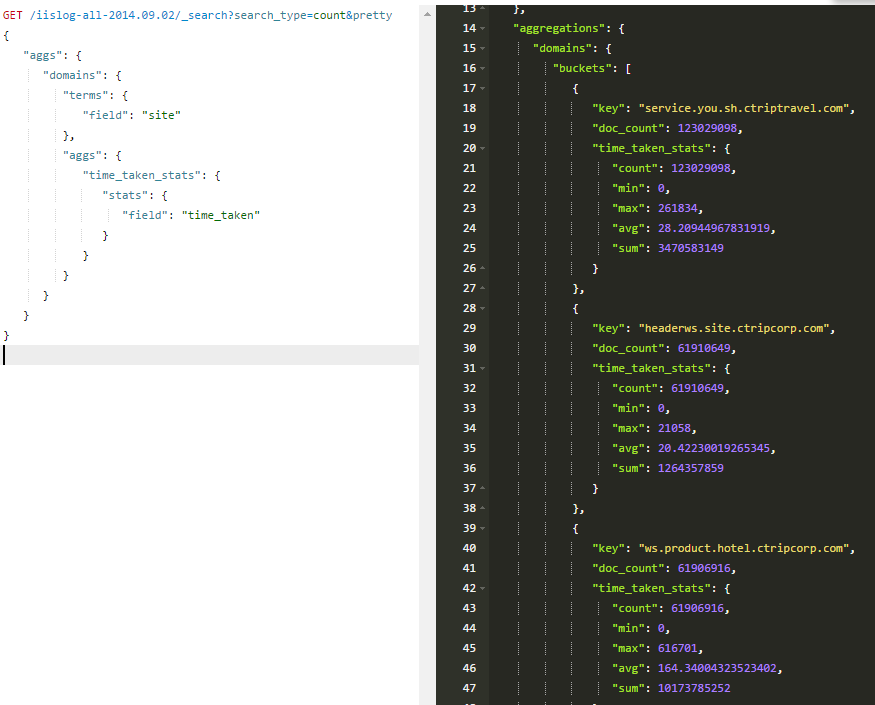 GET /iislog-all-2014.09.02/_search?search_type=count&pretty
{
"aggs": {
"domains": {
"terms": {
"field": "site"
},
"aggs": {
"time_taken_stats": {
"stats": {
"field": "time_taken"
}
}
}
}
}
}
13 },
14 "aggregations": {
15 "domains": {
16 "buckets": [
17 {
18 "key": "service.you.sh.ctriptravel.com",
19 "doc_count": 123029098,
20 "time_taken_stats": {
21 "count": 123029098,
22 "min": 0,
23 "max": 261834,
24 "avg": 28.20944967831919,
25 "sum": 3470583149
26 }
27 },
28 {
29 "key": "headerws.site.ctripcorp.com",
30 "doc_count": 61910649,
31 "time_taken_stats": {
32 "count": 61910649,
33 "min": 0,
34 "max": 21058,
35 "avg": 20.42230019265345,
36 "sum": 1264357859
37 }
38 },
39 {
40 "key": "ws.product.hotel.ctripcorp.com",
41 "doc_count": 61906916,
42 "time_taken_stats": {
43 "count": 61906916,
44 "min": 0,
45 "max": 616701,
46 "avg": 164.34004323523402,
47 "sum": 10173785252